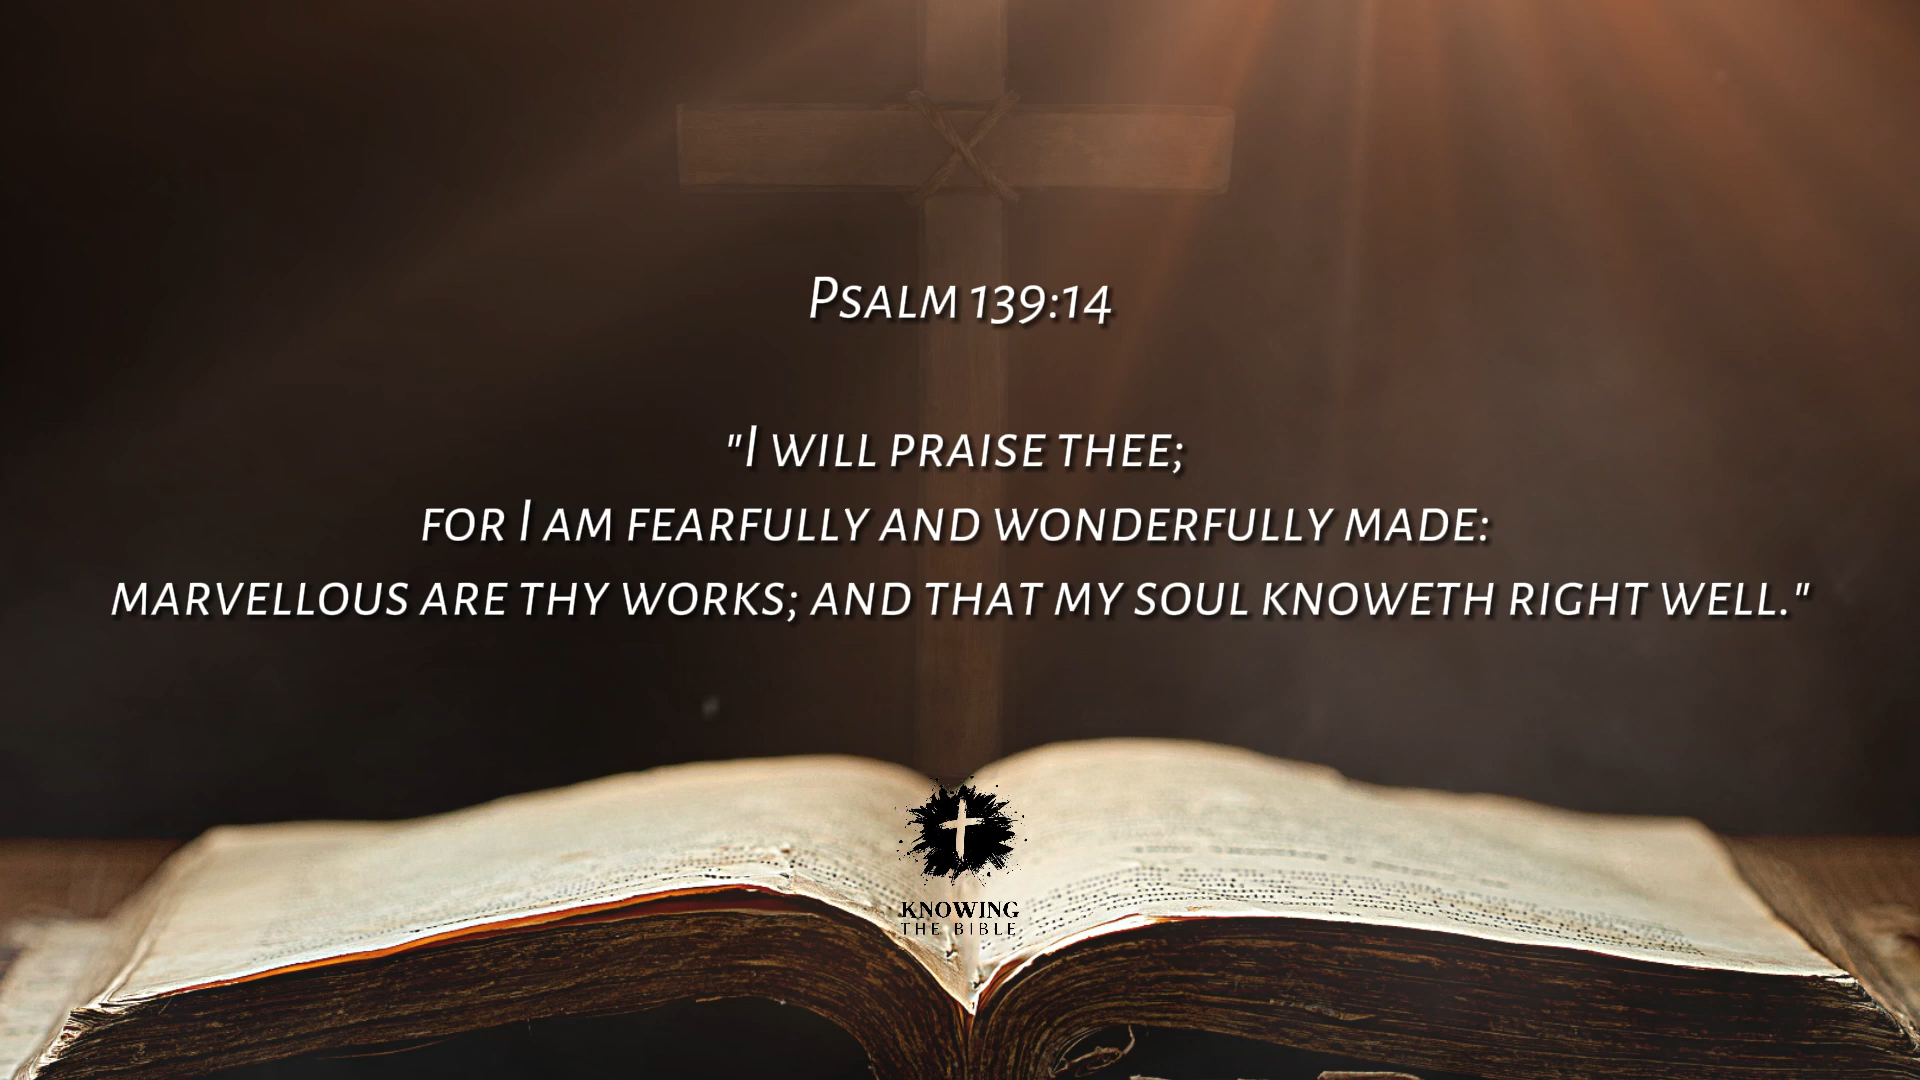 Psalm 139:14
"I will praise thee;
for I am fearfully and wonderfully made:
marvellous are thy works; and that my soul knoweth right well."
KNOWING
THE BIBLE